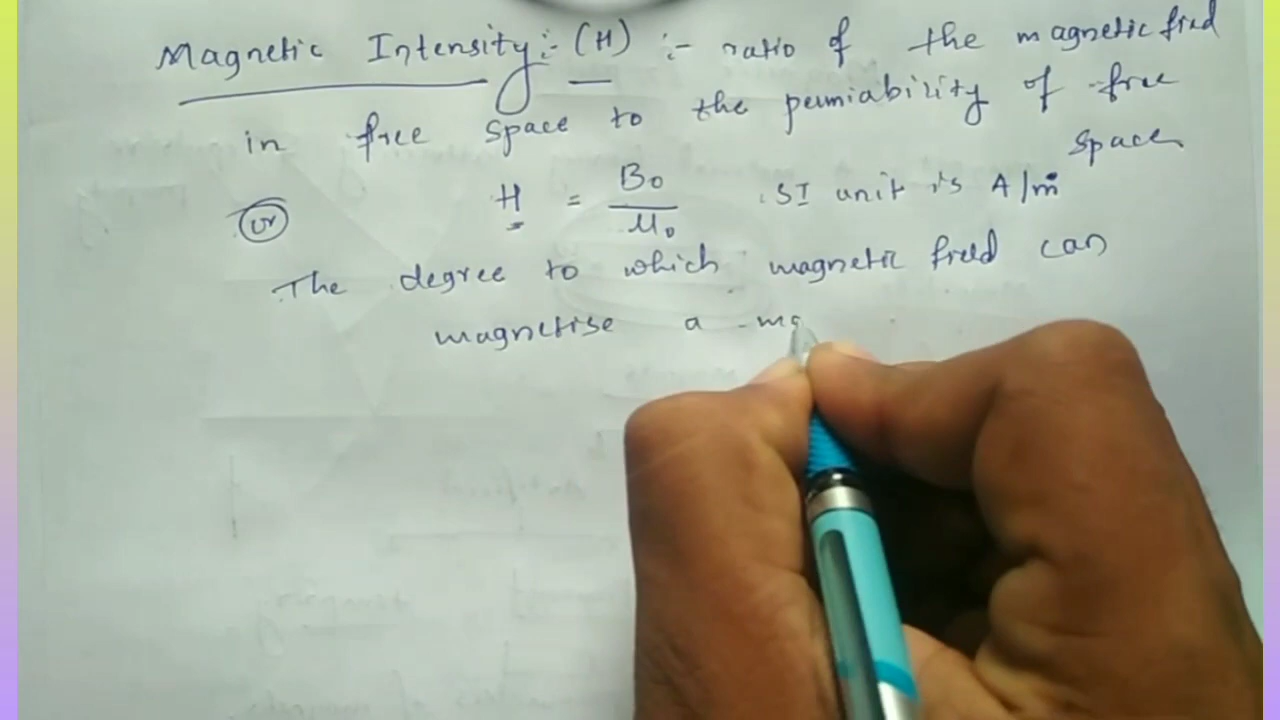 Magnetic Intensity:- (H) :- ratio of the magnetic field
in free space to the permiability of free
space
H = B0/μ0 . SI unit is A/m
(or)
The degree to which magnetic field can
magnetise a ma